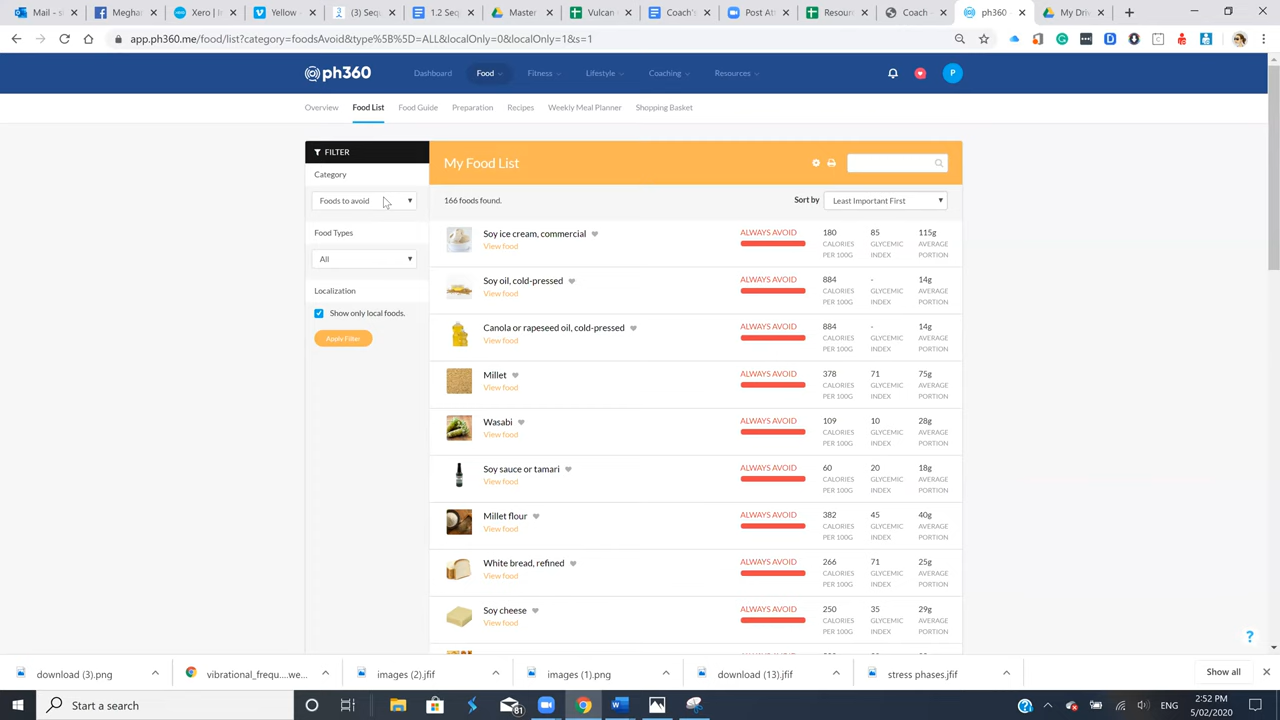 Mail - s
Marghan
Xero | In
Yellow -
(3) Sequ
1.2 Sequ
Master
Vulcan
Coachi
Post Att
Resourc
Coach -
ph360
My Driv
app.ph360.me/food/list?category=foodsAvoid&type%5B%5D=ALL&localOnly=0&localOnly=1&s=1
ph360
Dashboard Food Fitness Lifestyle Coaching Resources P
Overview Food List Food Guide Preparation Recipes Weekly Meal Planner Shopping Basket
FILTER
Category
Foods to avoid
Food Types
All
Localization
Show only local foods.
Apply Filter
My Food List
166 foods found. Sort by Least Important First
Soy ice cream, commercial ALWAYS AVOID 180 85 115g
View food CALORIES PER 100G GLYCEMIC INDEX AVERAGE PORTION
Soy oil, cold-pressed ALWAYS AVOID 884 - 14g
View food CALORIES PER 100G GLYCEMIC INDEX AVERAGE PORTION
Canola or rapeseed oil, cold-pressed ALWAYS AVOID 884 - 14g
View food CALORIES PER 100G GLYCEMIC INDEX AVERAGE PORTION
Millet ALWAYS AVOID 378 71 75g
View food CALORIES PER 100G GLYCEMIC INDEX AVERAGE PORTION
Wasabi ALWAYS AVOID 109 10 28g
View food CALORIES PER 100G GLYCEMIC INDEX AVERAGE PORTION
Soy sauce or tamari ALWAYS AVOID 60 20 18g
View food CALORIES PER 100G GLYCEMIC INDEX AVERAGE PORTION
Millet flour ALWAYS AVOID 382 45 40g
View food CALORIES PER 100G GLYCEMIC INDEX AVERAGE PORTION
White bread, refined ALWAYS AVOID 266 71 25g
View food CALORIES PER 100G GLYCEMIC INDEX AVERAGE PORTION
Soy cheese ALWAYS AVOID 250 35 29g
View food CALORIES PER 100G GLYCEMIC INDEX AVERAGE PORTION
?
download (3).png vibrational_frequ....we... images (2).jfif images (1).png download (13).jfif stress phases.jfif Show all
Start a search 81 ENG 2:52 PM
5/02/2020